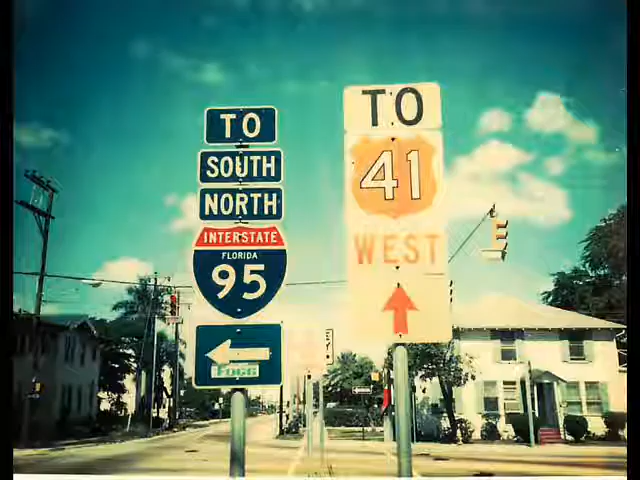 TO
SOUTH
NORTH
INTERSTATE
FLORIDA
95
TO
41
WEST